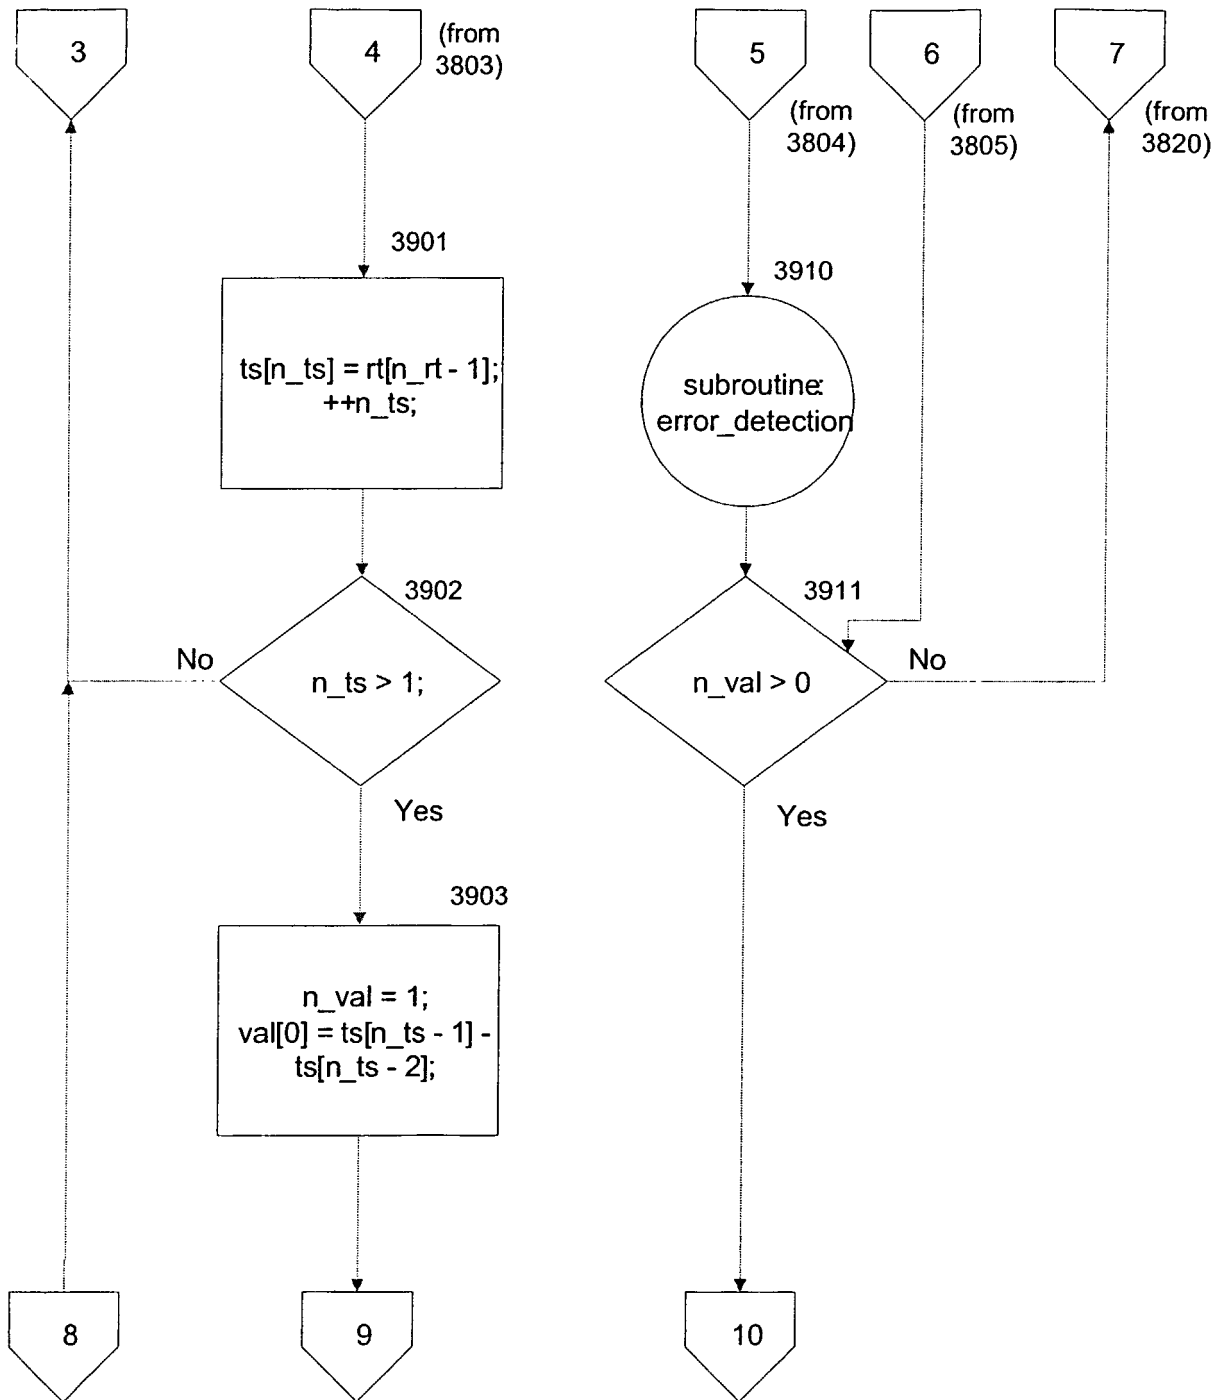 3
4
(from
3803)
5
(from
3804)
6
(from
3805)
7
(from
3820)
3901
ts[n_ts] = rt[n_rt - 1];
++n_ts;
3910
subroutine:
error_detection
3902
n_ts > 1;
No
Yes
3911
n_val > 0
No
Yes
3903
n_val = 1;
val[0] = ts[n_ts - 1] -
ts[n_ts - 2];
8
9
10